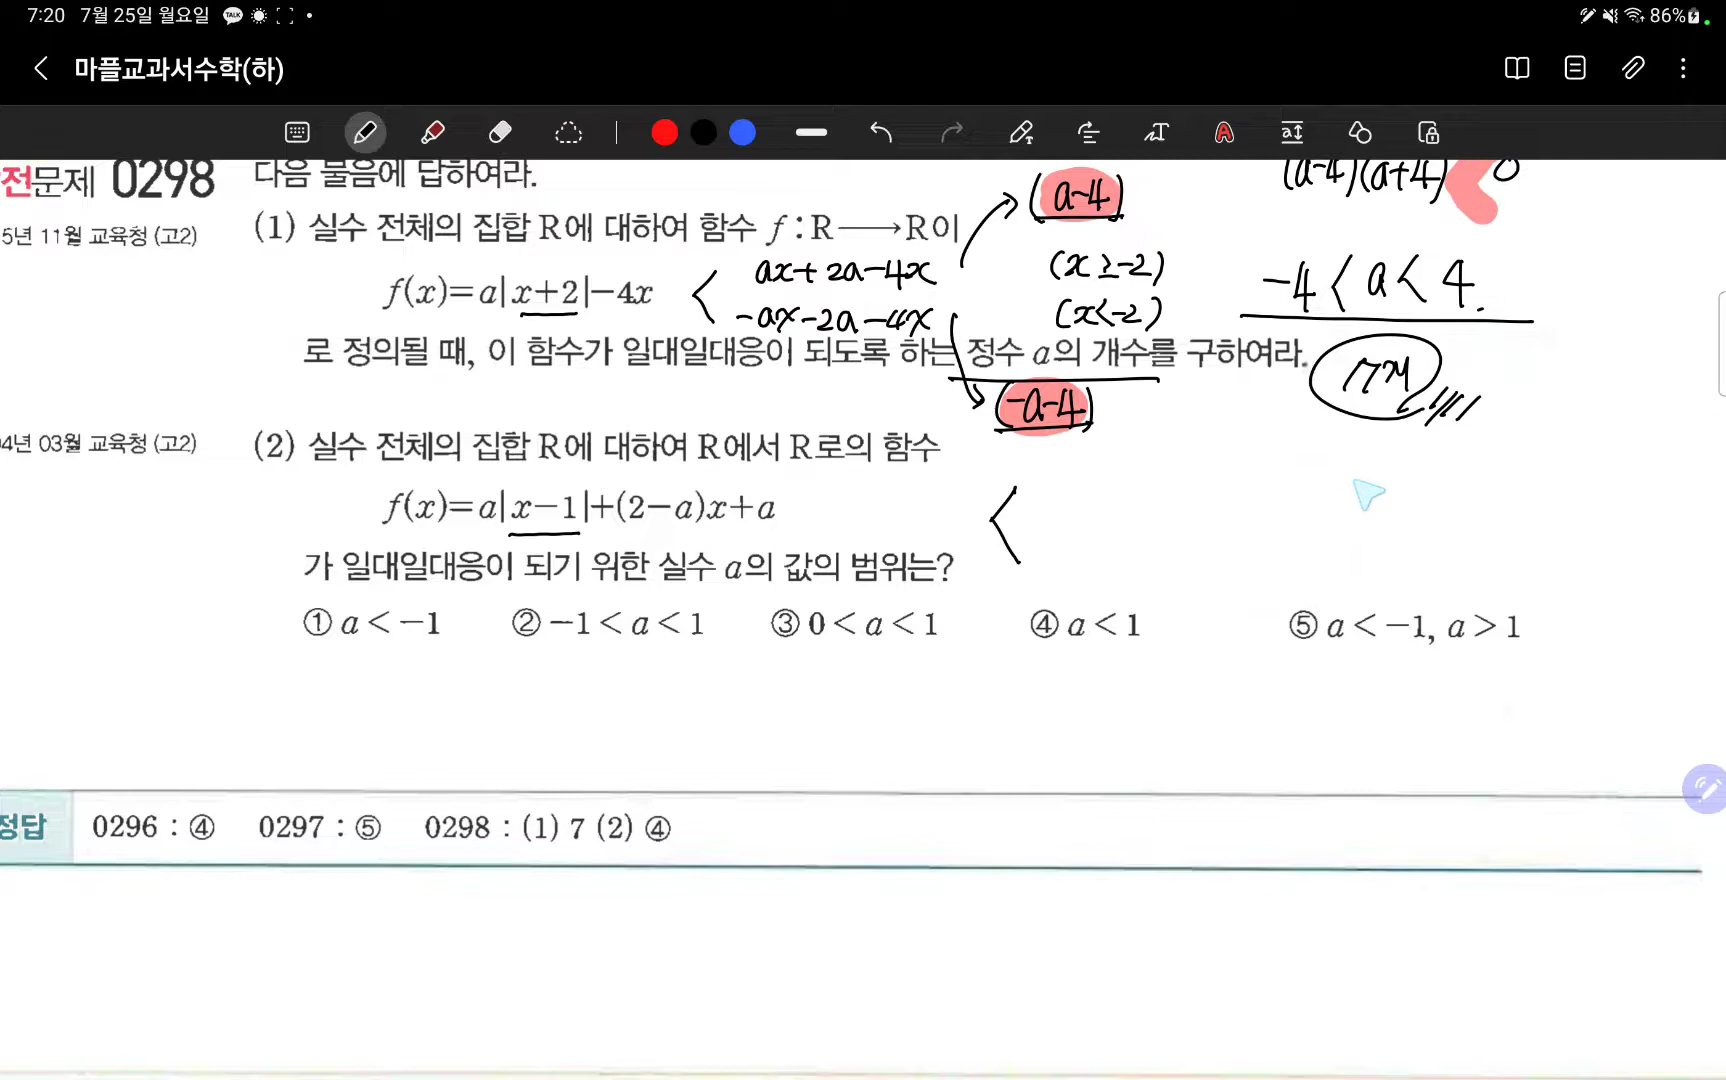 7:20 7월 25일 월요일 TALK 86%
마플교과서수학(하)
전문제 0298 다음 물음에 답하여라.
(a-4)(a+4)<0
5년 11월 교육청 (고2)
(1) 실수 전체의 집합 R에 대하여 함수 f : R⟶R이
(a-4)
f(x)=a|x+2|-4x
< ax+2a-4x (x≥-2)
-ax-2a-4x (x<-2)
-4<a<4.
로 정의될 때, 이 함수가 일대일대응이 되도록 하는 정수 a의 개수를 구하여라.
7개
(-a-4)
4년 03월 교육청 (고2)
(2) 실수 전체의 집합 R에 대하여 R에서 R로의 함수
f(x)=a|x-1|+(2-a)x+a <
가 일대일대응이 되기 위한 실수 a의 값의 범위는?
① a<-1 ② -1<a<1 ③ 0<a<1 ④ a<1 ⑤ a<-1, a>1
정답 0296 : ④ 0297 : ⑤ 0298 : (1) 7 (2) ④